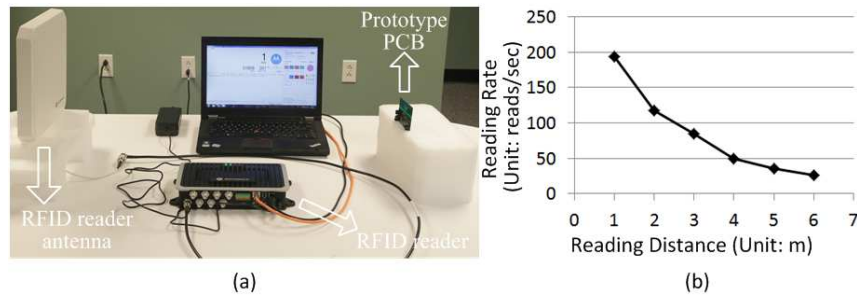 Prototype
PCB
RFID reader
antenna
RFID reader
(a)
Reading Rate
(Unit: reads/sec)
250
200
150
100
50
0
0 1 2 3 4 5 6 7
Reading Distance (Unit: m)
(b)